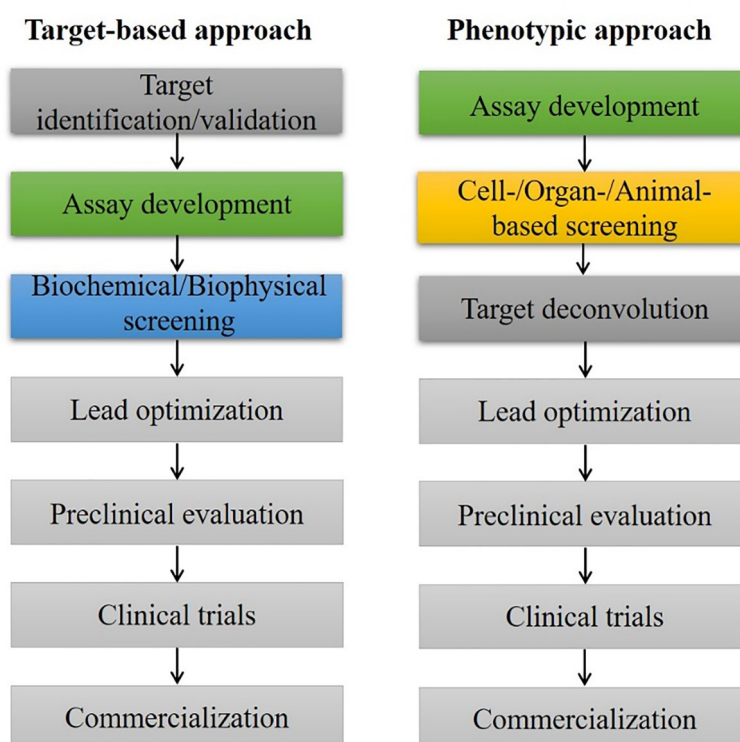 Target-based approach
Target
identification/validation
Assay development
Biochemical/Biophysical
screening
Lead optimization
Preclinical evaluation
Clinical trials
Commercialization
Phenotypic approach
Assay development
Cell-/Organ-/Animal-
based screening
Target deconvolution
Lead optimization
Preclinical evaluation
Clinical trials
Commercialization